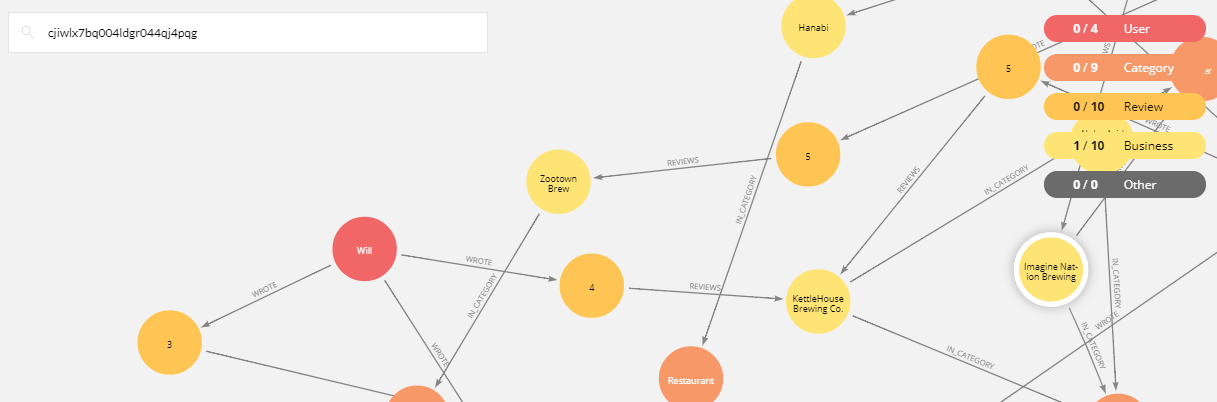 cjiwlx7bq004ldgr044qj4pqg
Hanabi
0 / 4 User
0 / 9 Category
0 / 10 Review
1 / 10 Business
0 / 0 Other
5
WROTE
5
REVIEWS
Zootown
Brew
IN_CATEGORY
REVIEWS
IN_CATEGORY
Will
WROTE
WROTE
IN_CATEGORY
4
REVIEWS
KettleHouse
Brewing Co.
Imagine Nat-
ion Brewing
IN_CATEGORY
WROTE
IN_CATEGORY
3
WROTE
IN_CATEGORY
Restaurant